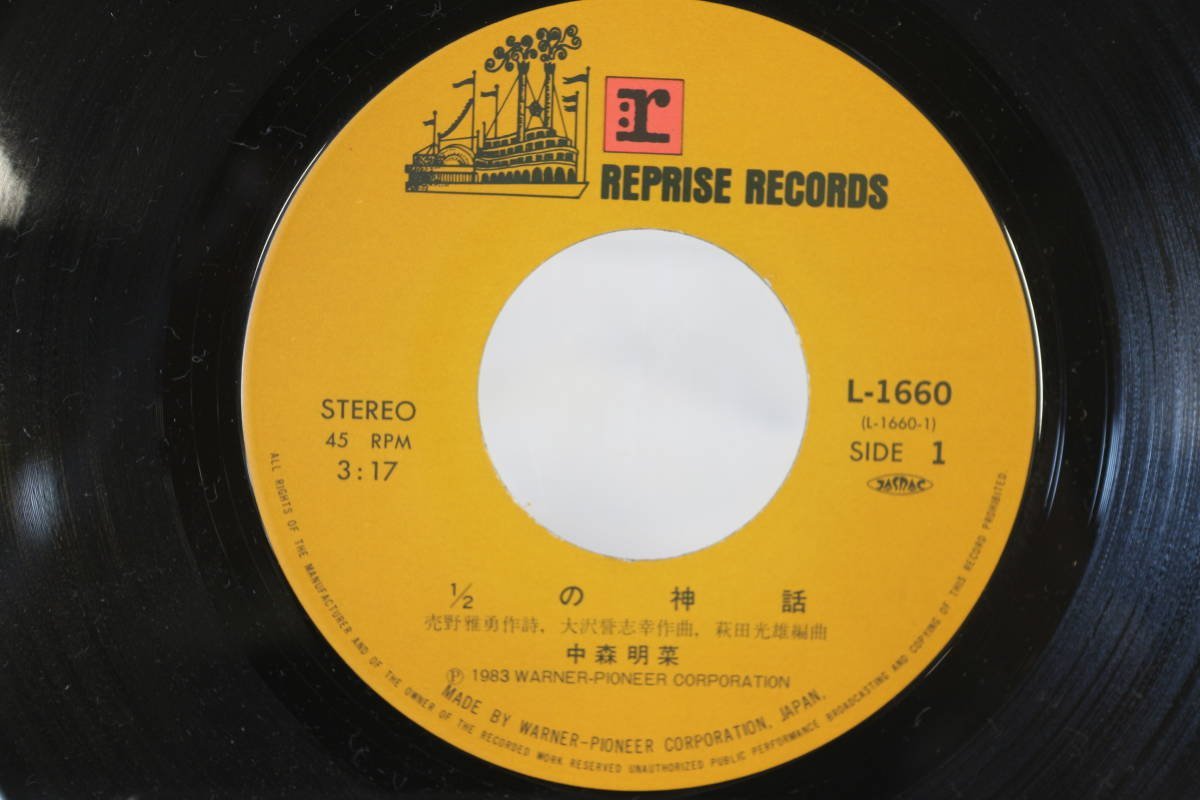 r
REPRISE RECORDS
STEREO
45 RPM
3:17
L-1660
(L-1660-1)
SIDE 1
JASRAC
½の神話
売野雅勇作詩, 大沢誉志幸作曲, 萩田光雄編曲
中森明菜
Ⓟ 1983 WARNER-PIONEER CORPORATION
MADE BY WARNER-PIONEER CORPORATION, JAPAN,
ALL RIGHTS OF THE MANUFACTURER AND OF THE OWNER OF THE RECORDED WORK RESERVED UNAUTHORIZED PUBLIC PERFORMANCE BROADCASTING AND COPYING OF THIS RECORD PROHIBITED.